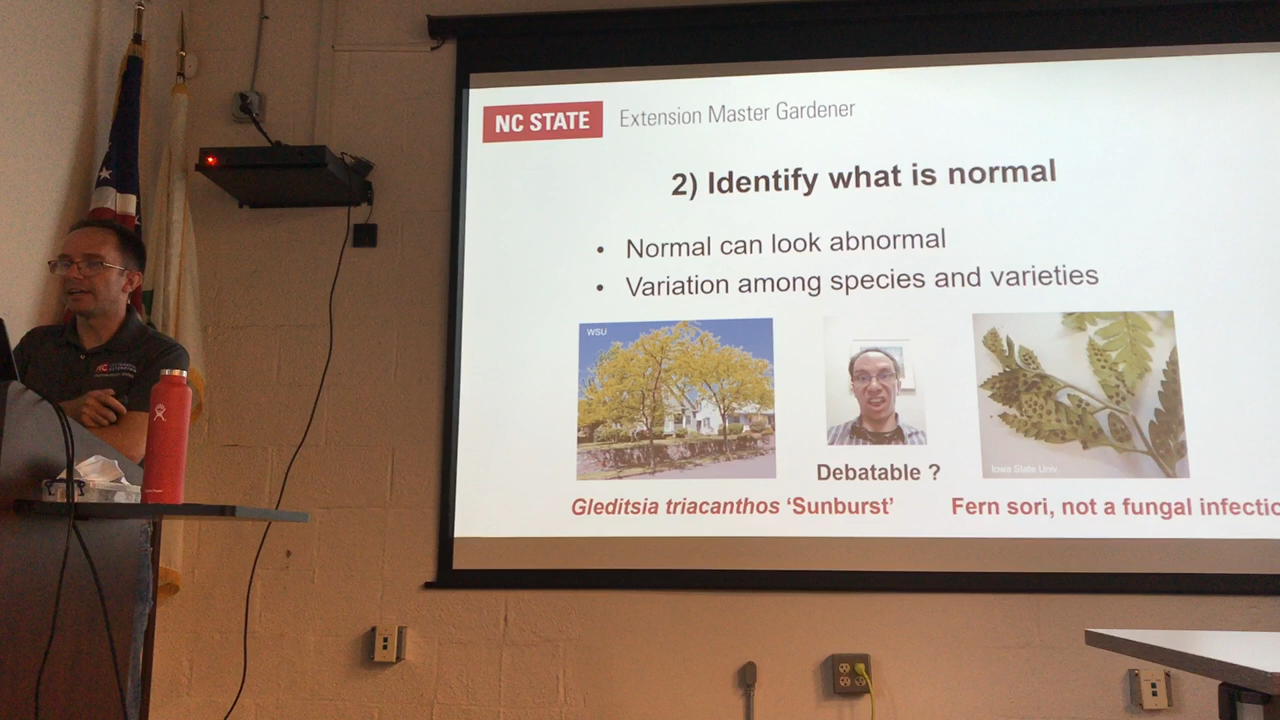 NC STATE
Extension Master Gardener
2) Identify what is normal
• Normal can look abnormal
• Variation among species and varieties
WSU
Iowa State Univ.
Debatable ?
Gleditsia triacanthos ‘Sunburst’
Fern sori, not a fungal infectio
NC